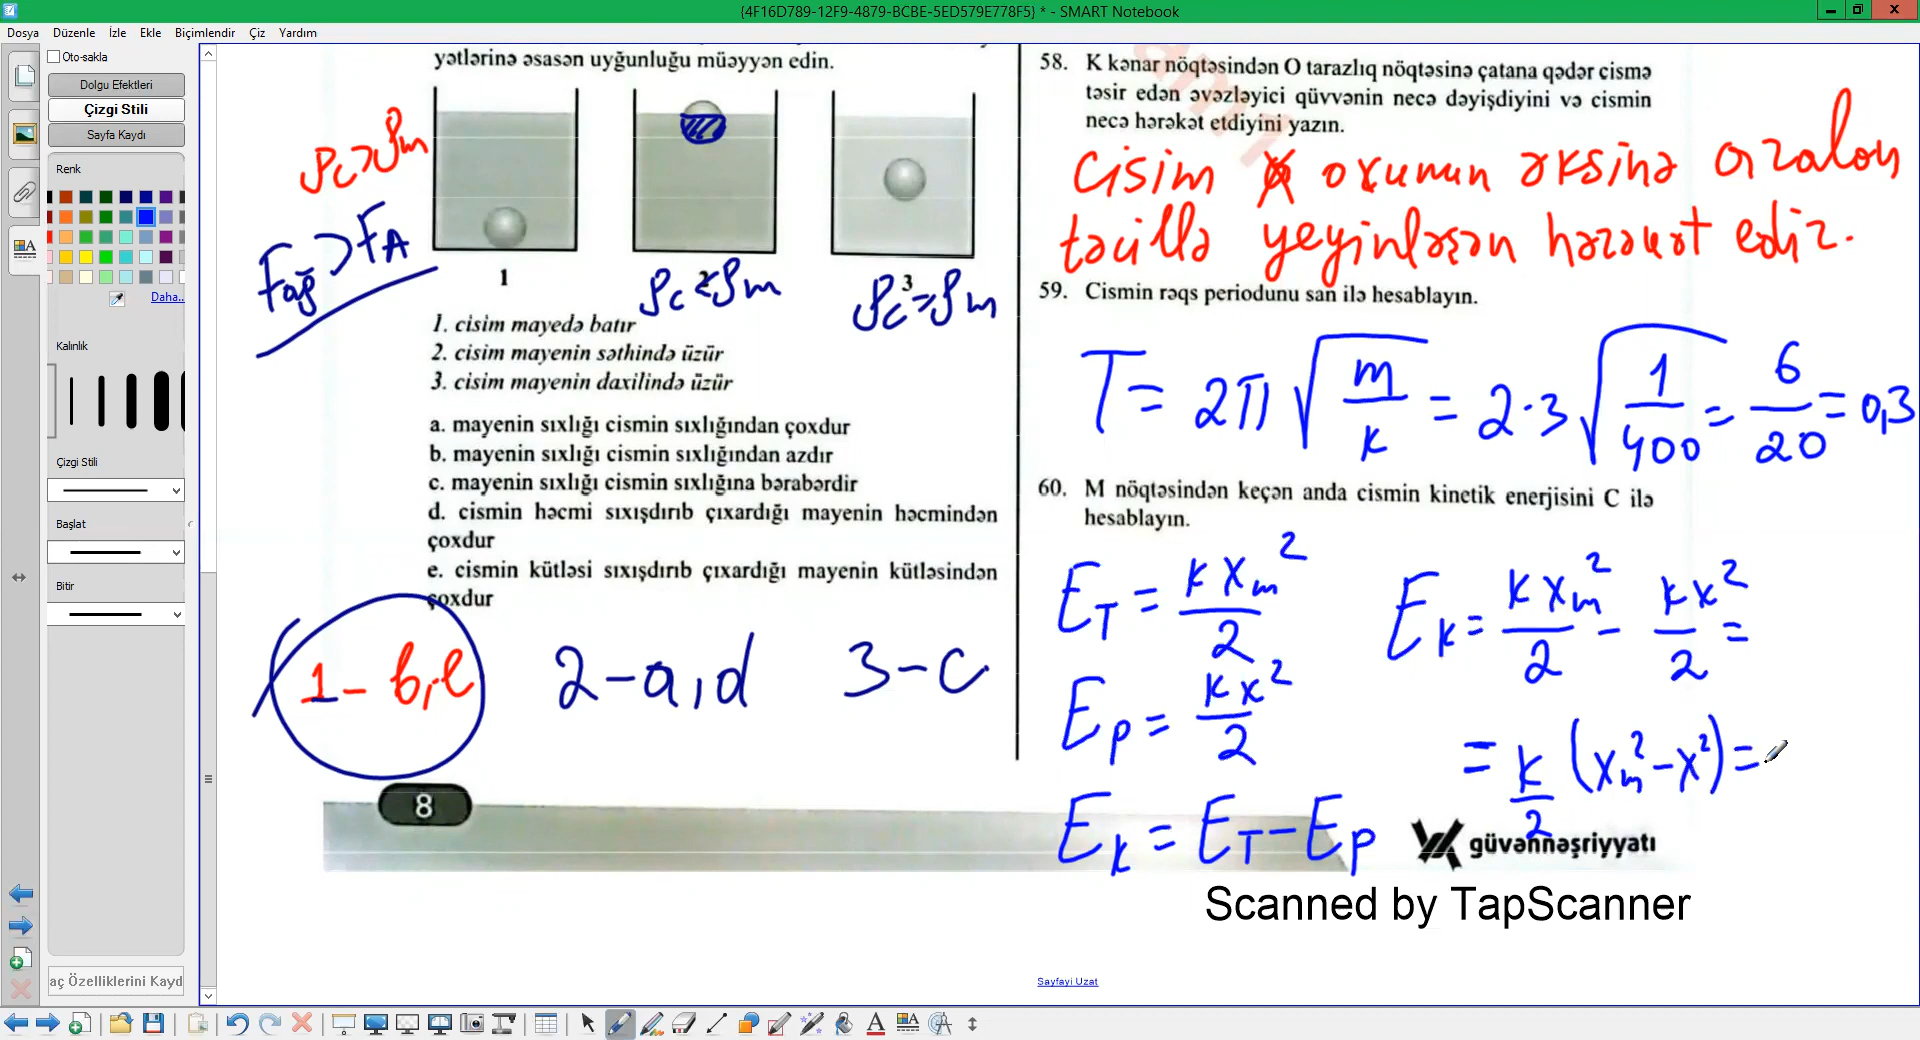 {4F16D789-12F9-4879-BCBE-5ED579E778F5} * - SMART Notebook
Dosya Düzenle İzle Ekle Biçimlendir Çiz Yardım
Oto-sakla
Dolgu Efektleri
Çizgi Stili
Sayfa Kaydı
Renk
Daha..
Kalınlık
Çizgi Stili
Başlat
Bitir
aç Özelliklerini Kayd
yətlərinə əsasən uyğunluğu müəyyən edin.
ρc>ρm
Fağ>FA
1
2
3
ρc<ρm
ρc=ρm
1. cisim mayedə batır
2. cisim mayenin səthində üzür
3. cisim mayenin daxilində üzür
a. mayenin sıxlığı cismin sıxlığından çoxdur
b. mayenin sıxlığı cismin sıxlığından azdır
c. mayenin sıxlığı cismin sıxlığına bərabərdir
d. cismin həcmi sıxışdırıb çıxardığı mayenin həcmindən
çoxdur
e. cismin kütləsi sıxışdırıb çıxardığı mayenin kütləsindən
çoxdur
1-b,e 2-a,d 3-c
8
58. K kənar nöqtəsindən O tarazlıq nöqtəsinə çatana qədər cismə
təsir edən əvəzləyici qüvvənin necə dəyişdiyini və cismin
necə hərəkət etdiyini yazın.
Cisim X oxunun əksinə azalan
təcillə yeyinləşən hərəkət ediz.
59. Cismin rəqs periodunu san ilə hesablayın.
T = 2π √(m/k) = 2·3 √(1/400) = 6/20 = 0,3
60. M nöqtəsindən keçən anda cismin kinetik enerjisini C ilə
hesablayın.
ET = kxm²/2
EK = kxm²/2 - kx²/2 =
Ep = kx²/2
= k/2 (xm² - x²) =
Ek = ET - Ep
güvənnəşriyyatı
Scanned by TapScanner
Sayfayi Uzat